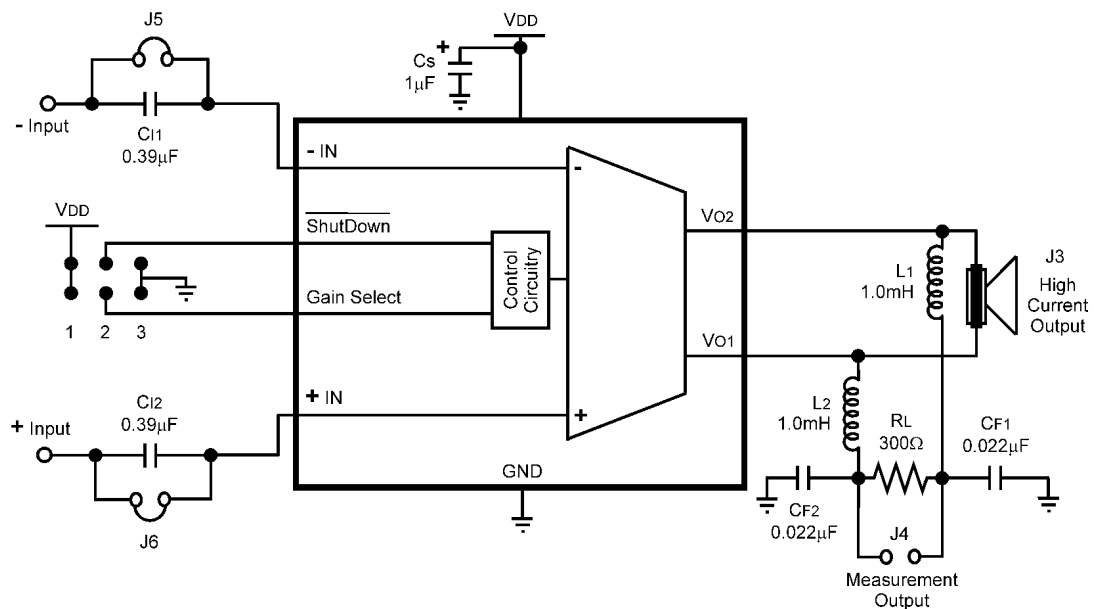 J5
- Input
CI1
0.39µF
VDD
+
Cs
1µF
- IN
-
VDD
ShutDown
Gain Select
1 2 3
Control
Circuitry
VO2
VO1
L1
1.0mH
J3
High
Current
Output
+ IN
+
CI2
0.39µF
+ Input
J6
GND
L2
1.0mH
RL
300Ω
CF1
0.022µF
CF2
0.022µF
J4
Measurement
Output